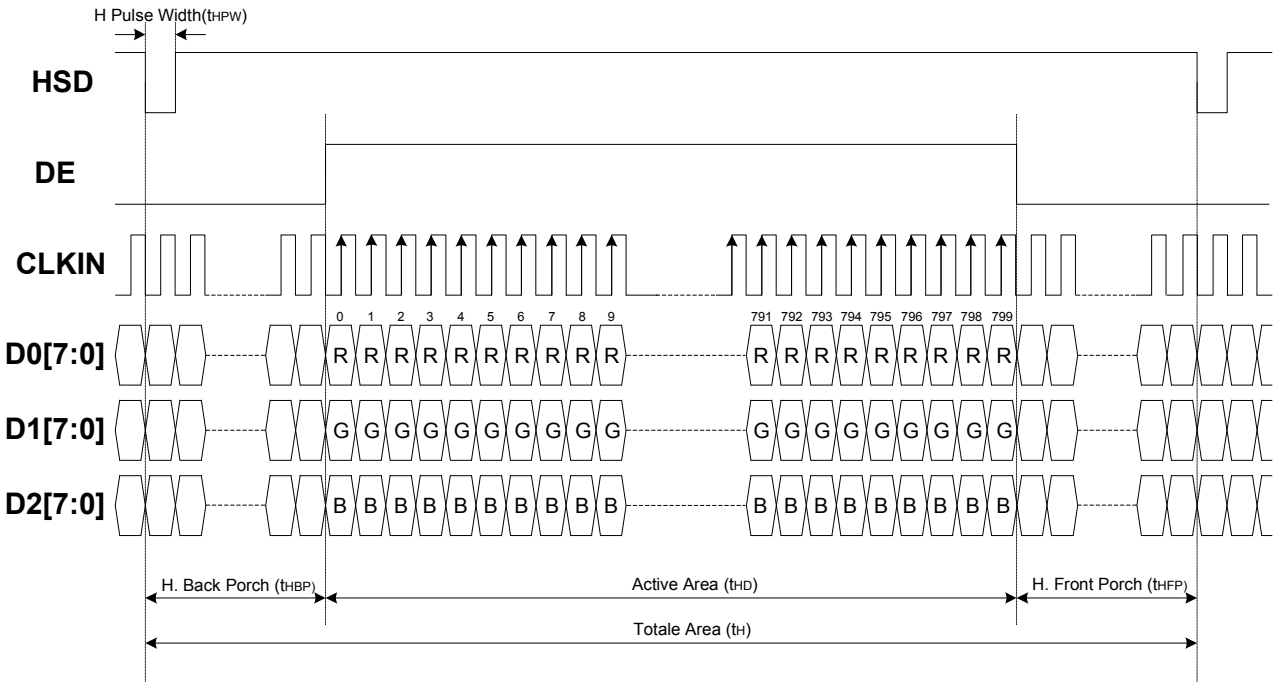 H Pulse Width(tHPW)
HSD
DE
CLKIN
0 1 2 3 4 5 6 7 8 9 791 792 793 794 795 796 797 798 799
D0[7:0] R R R R R R R R R R R R R R R R R R R
D1[7:0] G G G G G G G G G G G G G G G G G G G
D2[7:0] B B B B B B B B B B B B B B B B B B B
H. Back Porch (tHBP) Active Area (tHD) H. Front Porch (tHFP)
Totale Area (tH)